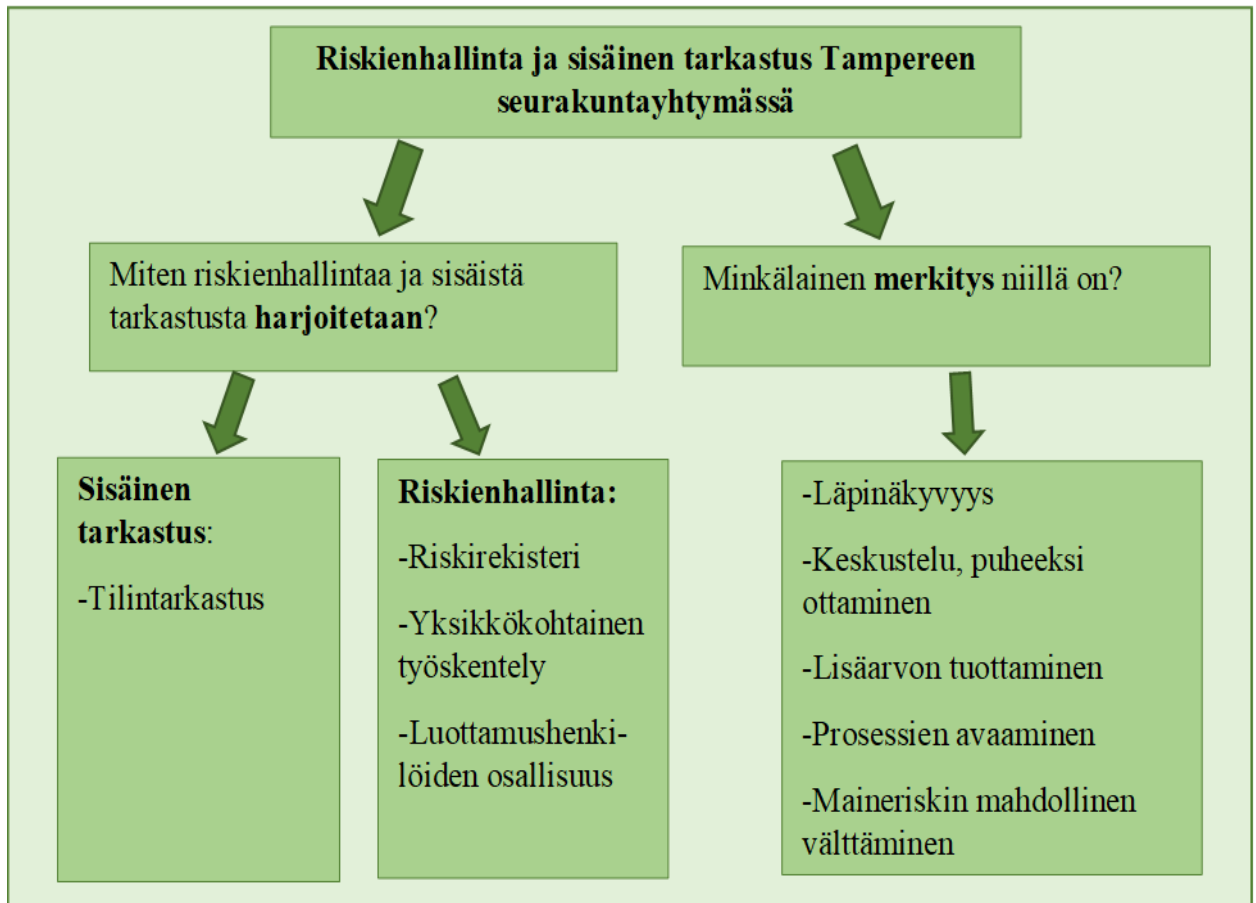 Riskienhallinta ja sisäinen tarkastus Tampereen
seurakuntayhtymässä
Miten riskienhallintaa ja sisäistä
tarkastusta harjoitetaan?
Minkälainen merkitys niillä on?
Sisäinen
tarkastus:
-Tilintarkastus
Riskienhallinta:
-Riskirekisteri
-Yksikkökohtainen
työskentely
-Luottamushenki-
löiden osallisuus
-Läpinäkyvyys
-Keskustelu, puheeksi
ottaminen
-Lisäarvon tuottaminen
-Prosessien avaaminen
-Maineriskin mahdollinen
välttäminen